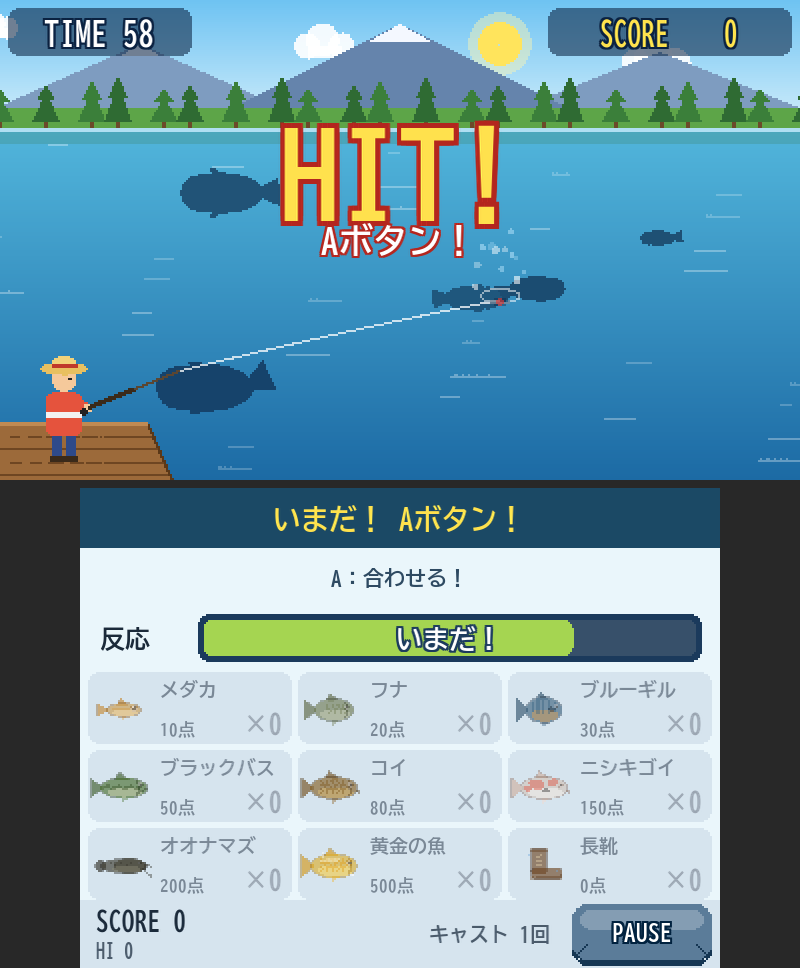 TIME 58
SCORE 0
HIT!
Aボタン！
いまだ！ Aボタン！
A：合わせる！
反応
いまだ！
メダカ
10点 ×0
フナ
20点 ×0
ブルーギル
30点 ×0
ブラックバス
50点 ×0
コイ
80点 ×0
ニシキゴイ
150点 ×0
オオナマズ
200点 ×0
黄金の魚
500点 ×0
長靴
0点 ×0
SCORE 0
HI 0
キャスト 1回
PAUSE